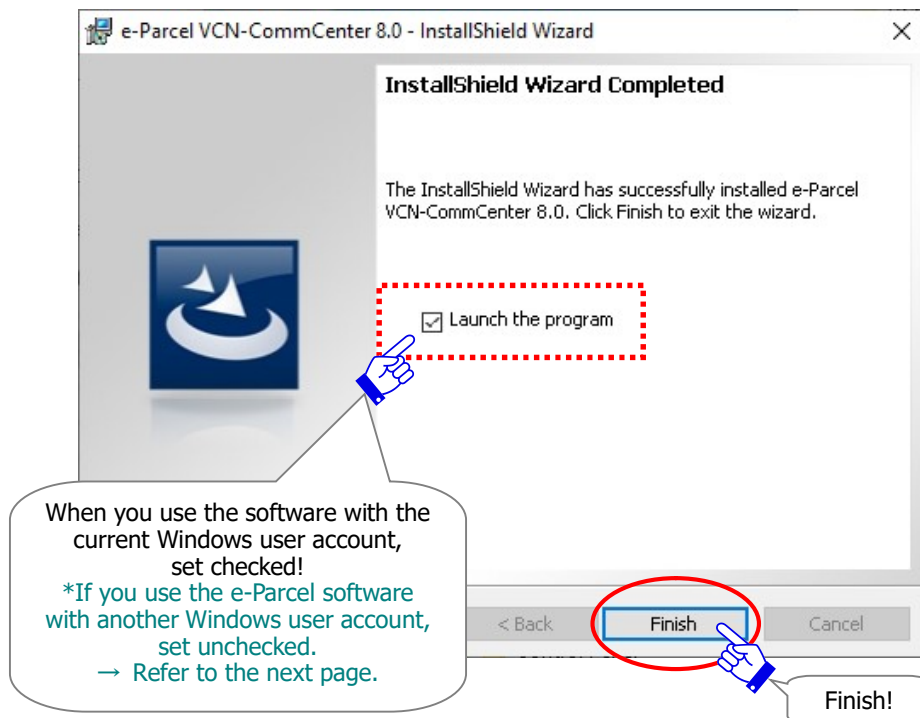 e-Parcel VCN-CommCenter 8.0 - InstallShield Wizard
InstallShield Wizard Completed
The InstallShield Wizard has successfully installed e-Parcel
VCN-CommCenter 8.0. Click Finish to exit the wizard.
Launch the program
When you use the software with the
current Windows user account,
set checked!
*If you use the e-Parcel software
with another Windows user account,
set unchecked.
→ Refer to the next page.
< Back
Finish
Cancel
Finish!